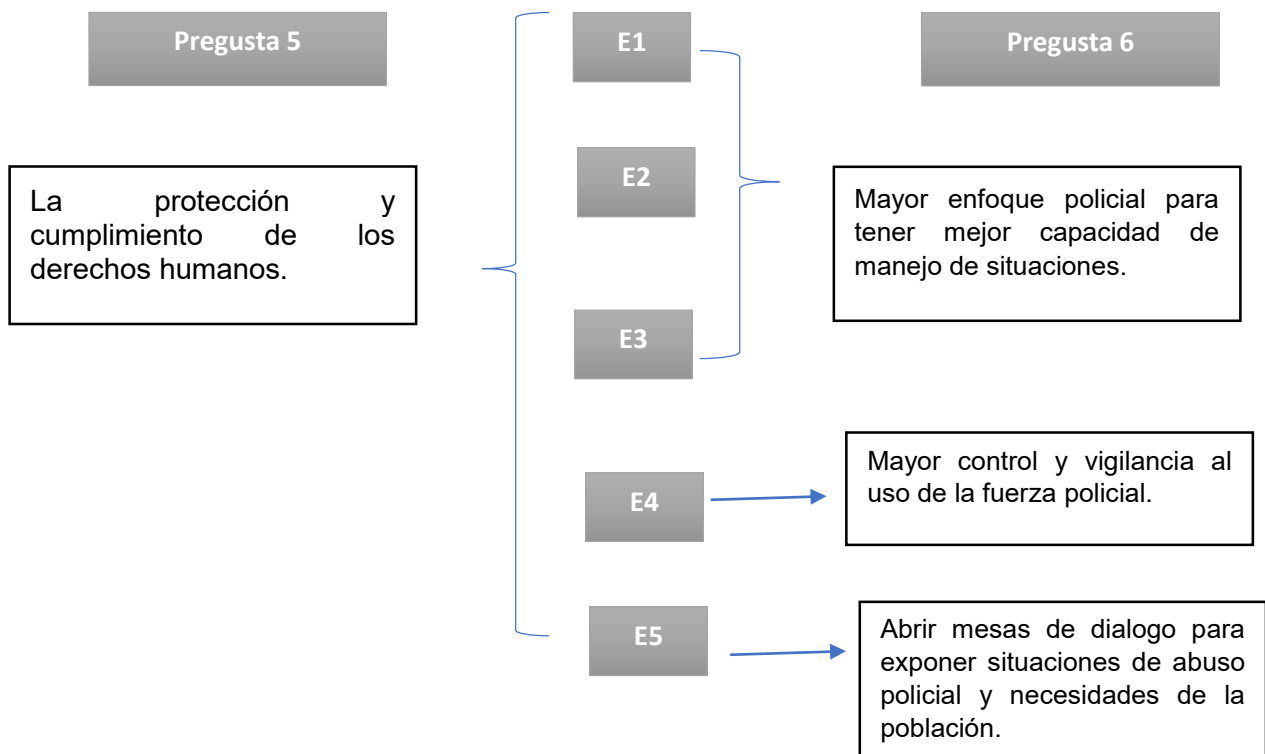 Pregusta 5
La protección y
cumplimiento de los
derechos humanos.
E1
E2
E3
E4
E5
Pregusta 6
Mayor enfoque policial para
tener mejor capacidad de
manejo de situaciones.
Mayor control y vigilancia al
uso de la fuerza policial.
Abrir mesas de dialogo para
exponer situaciones de abuso
policial y necesidades de la
población.